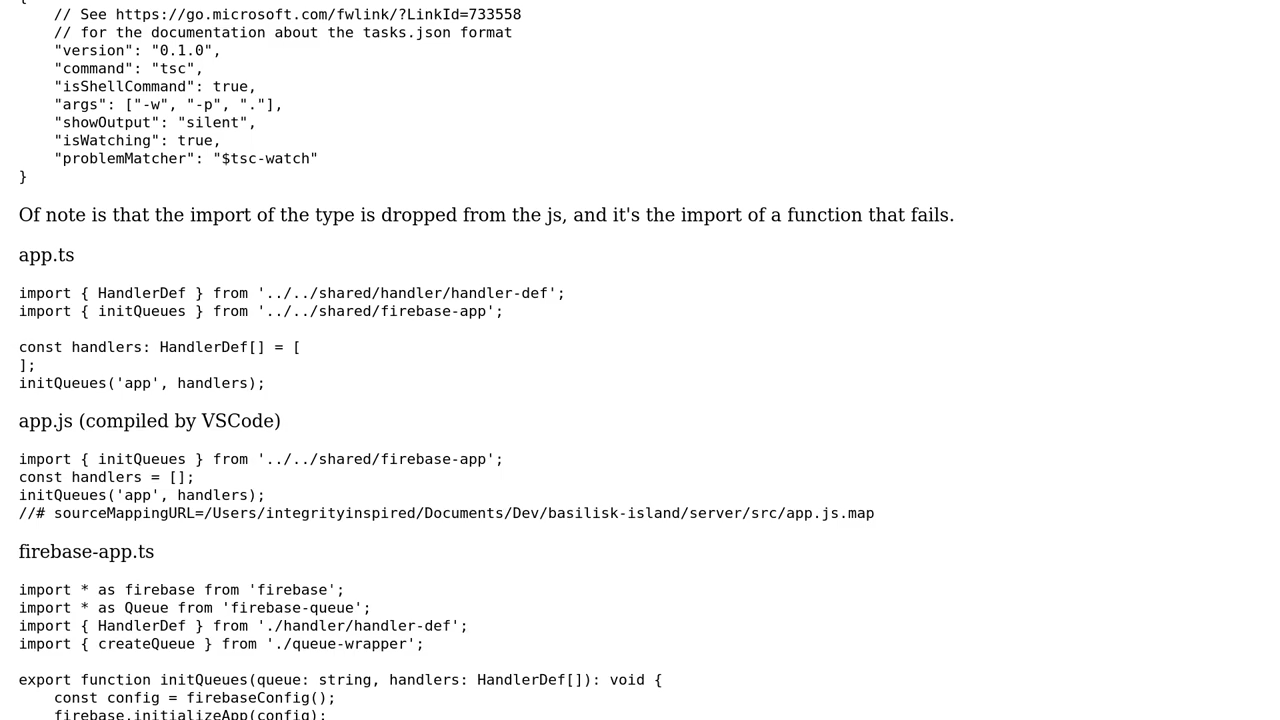 {
// See https://go.microsoft.com/fwlink/?LinkId=733558
// for the documentation about the tasks.json format
"version": "0.1.0",
"command": "tsc",
"isShellCommand": true,
"args": ["-w", "-p", "."],
"showOutput": "silent",
"isWatching": true,
"problemMatcher": "$tsc-watch"
}
Of note is that the import of the type is dropped from the js, and it's the import of a function that fails.
app.ts
import { HandlerDef } from '../../shared/handler/handler-def';
import { initQueues } from '../../shared/firebase-app';
const handlers: HandlerDef[] = [
];
initQueues('app', handlers);
app.js (compiled by VSCode)
import { initQueues } from '../../shared/firebase-app';
const handlers = [];
initQueues('app', handlers);
//# sourceMappingURL=/Users/integrityinspired/Documents/Dev/basilisk-island/server/src/app.js.map
firebase-app.ts
import * as firebase from 'firebase';
import * as Queue from 'firebase-queue';
import { HandlerDef } from './handler/handler-def';
import { createQueue } from './queue-wrapper';
export function initQueues(queue: string, handlers: HandlerDef[]): void {
const config = firebaseConfig();
firebase.initializeApp(config);